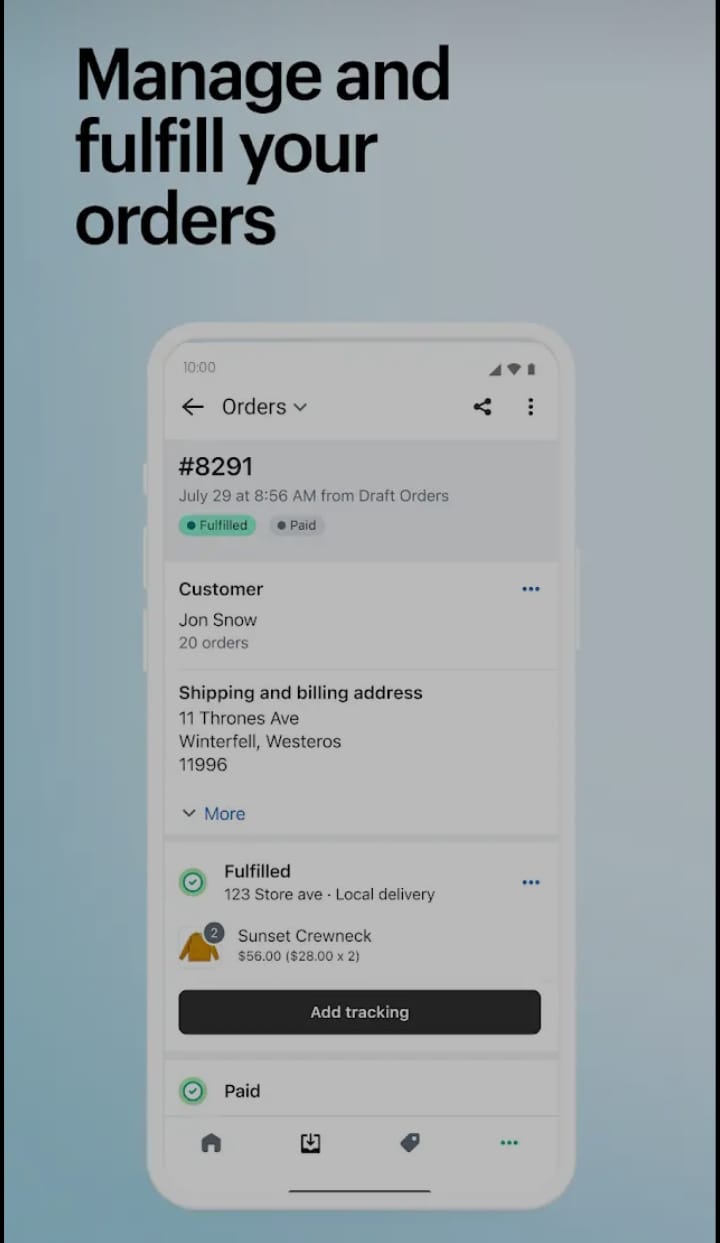 Manage and
fulfill your
orders
10:00
Orders
#8291
July 29 at 8:56 AM from Draft Orders
Fulfilled Paid
Customer
Jon Snow
20 orders
Shipping and billing address
11 Thrones Ave
Winterfell, Westeros
11996
More
Fulfilled
123 Store ave · Local delivery
2
Sunset Crewneck
$56.00 ($28.00 x 2)
Add tracking
Paid